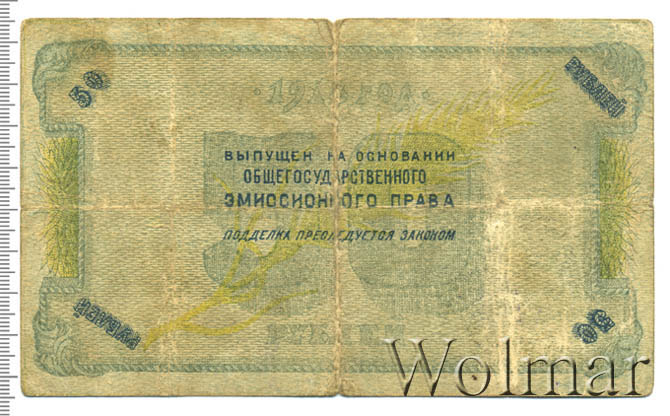 50 РУБЛЕЙ
ВЫПУЩЕН НА ОСНОВАНИИ
ОБЩЕГОСУДАРСТВЕННОГО
ЭМИССИОННОГО ПРАВА
ПОДДЕЛКА ПРЕСЛЕДУЕТСЯ ЗАКОНОМ
РУБЛЕЙ 50
Wolmar